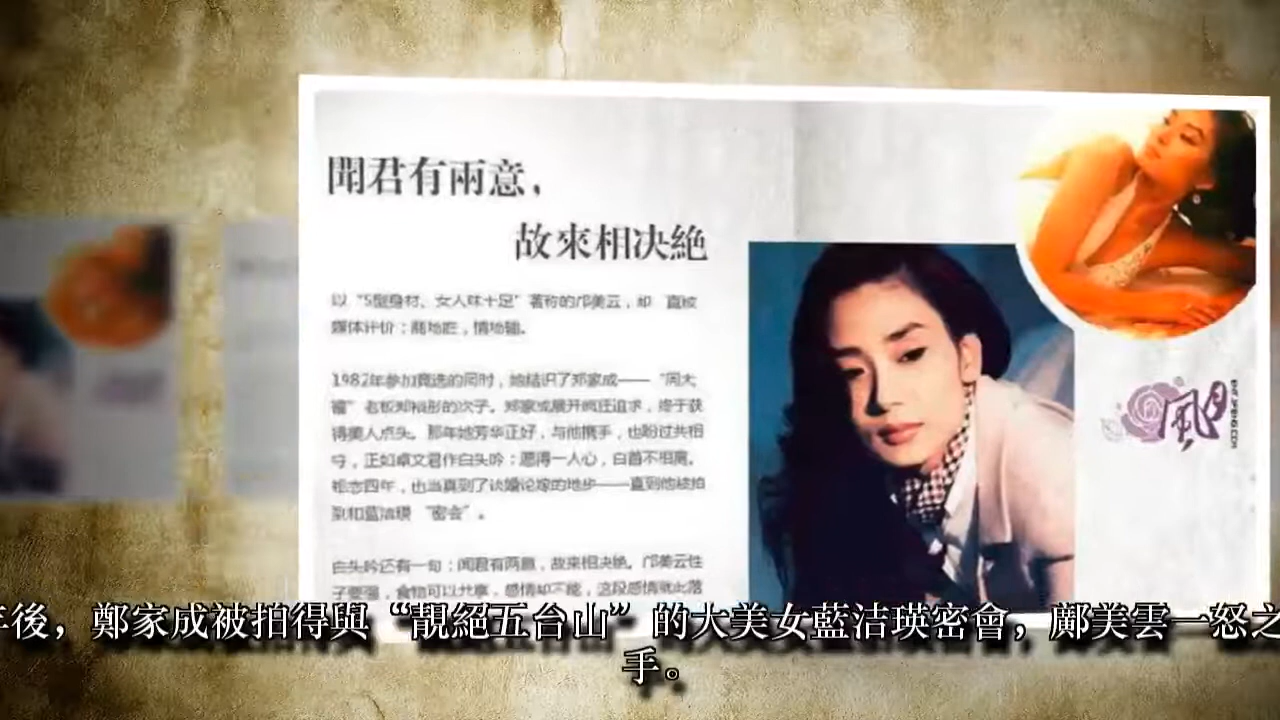 聞君有兩意，
故來相决絶
以“S型身材、女人味十足”著称的邝美云，却一直被
媒体评价：商场胜，情场输。
1982年参加竞选的同时，她结识了郑家成——“周大
福”老板郑裕彤的次子。郑家成展开疯狂追求，终于获
得美人点头。那年她芳华正好，与他携手，也盼过共相
守，正如卓文君作白头吟：愿得一人心，白首不相离。
相恋四年，也当真到了谈婚论嫁的地步——直到他被拍
到和蓝洁瑛“密会”。
白头吟还有一句：闻君有两意，故来相决绝。邝美云性
子要强，食物可以共享，感情却不能，这段感情就此落
風月
年後，鄭家成被拍得與“靚絕五台山”的大美女藍洁瑛密會，鄺美雲一怒之
手。